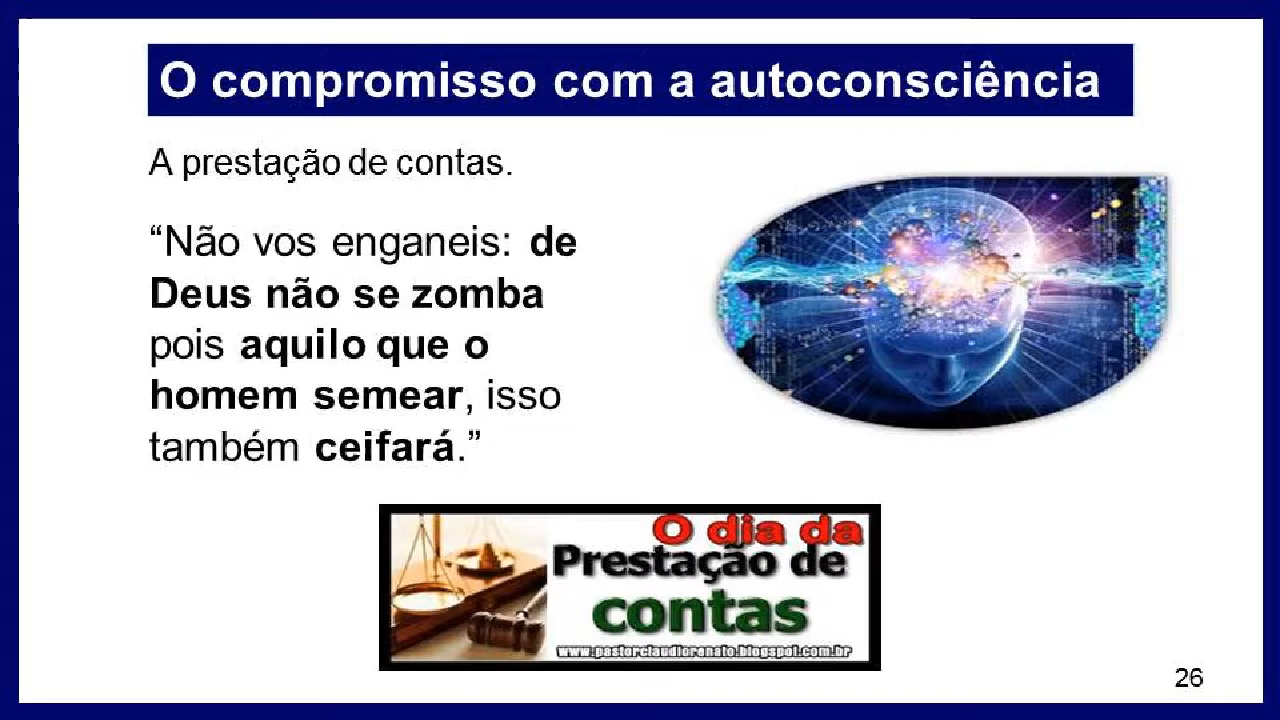 O compromisso com a autoconsciência
A prestação de contas.
“Não vos enganeis: de
Deus não se zomba
pois aquilo que o
homem semear, isso
também ceifará.”
O dia da
Prestação de
contas
www.pastorclaudiorenato.blogspot.com.br
26